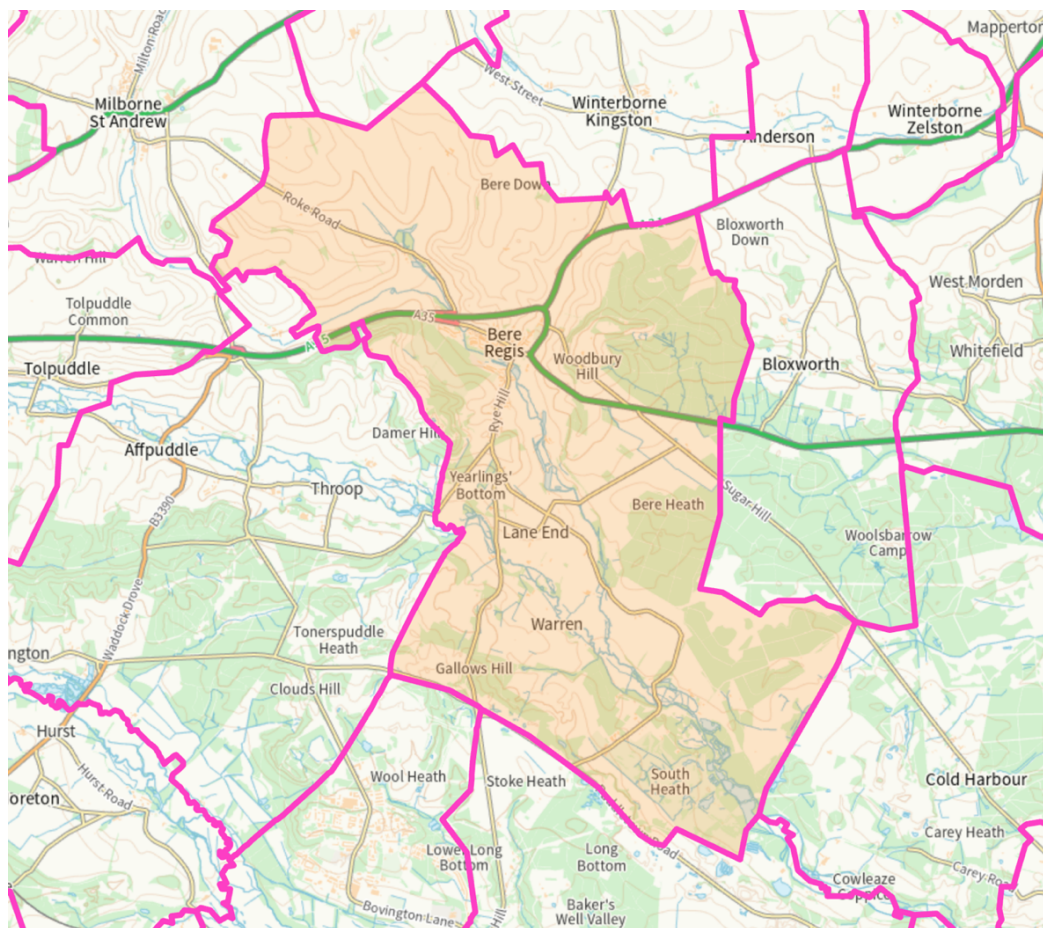 Mapperton
Milton Road
West Street
Milborne
St Andrew
Winterborne
Kingston
Winterborne
Zelston
Anderson
Bere Down
Roke Road
Bloxworth
Down
Warren Hill
West Morden
Tolpuddle
Common
A35
A35
Bere
Regis
Whitefield
Woodbury
Hill
Bloxworth
Tolpuddle
Rye Hill
Damer Hill
Affpuddle
Yearlings'
Bottom
Throop
Sugar Hill
Bere Heath
B3390
Lane End
Woolsbarrow
Camp
Waddock Drove
Warren
Tonerspuddle
Heath
ington
Gallows Hill
Clouds Hill
Hurst
Wool Heath
Stoke Heath
South
Heath
Cold Harbour
Hurst Road
oreton
Carey Heath
Lower Long
Bottom
Long
Bottom
Cowleaze
Coppice
Bovington Lane
Hill
Baker's
Well Valley